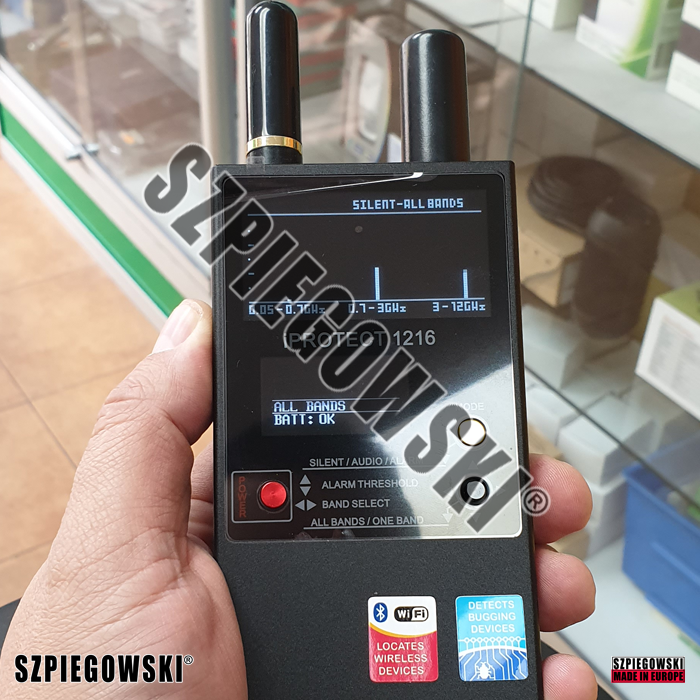 SILENT-ALL BANDS
0.05-0.7GHz 0.7-3GHz 3-12GHz
iPROTECT 1216
ALL BANDS
BATT: OK
MODE
SILENT / AUDIO / ALARM
POWER
ALARM THRESHOLD
BAND SELECT
ALL BANDS / ONE BAND
SZPIEGOWSKI®
WiFi
LOCATES
WIRELESS
DEVICES
DETECTS
BUGGING
DEVICES
SZPIEGOWSKI®
SZPIEGOWSKI
MADE IN EUROPE